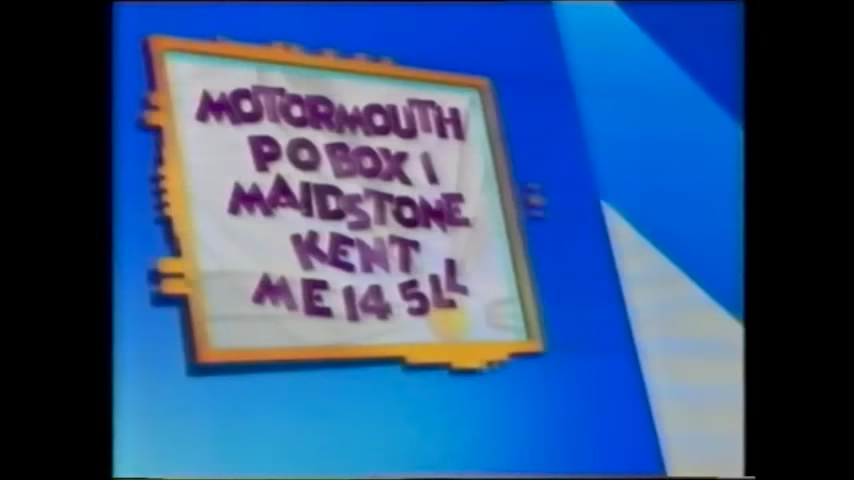 MOTORMOUTH
PO BOX 1
MAIDSTONE
KENT
ME14 5LL